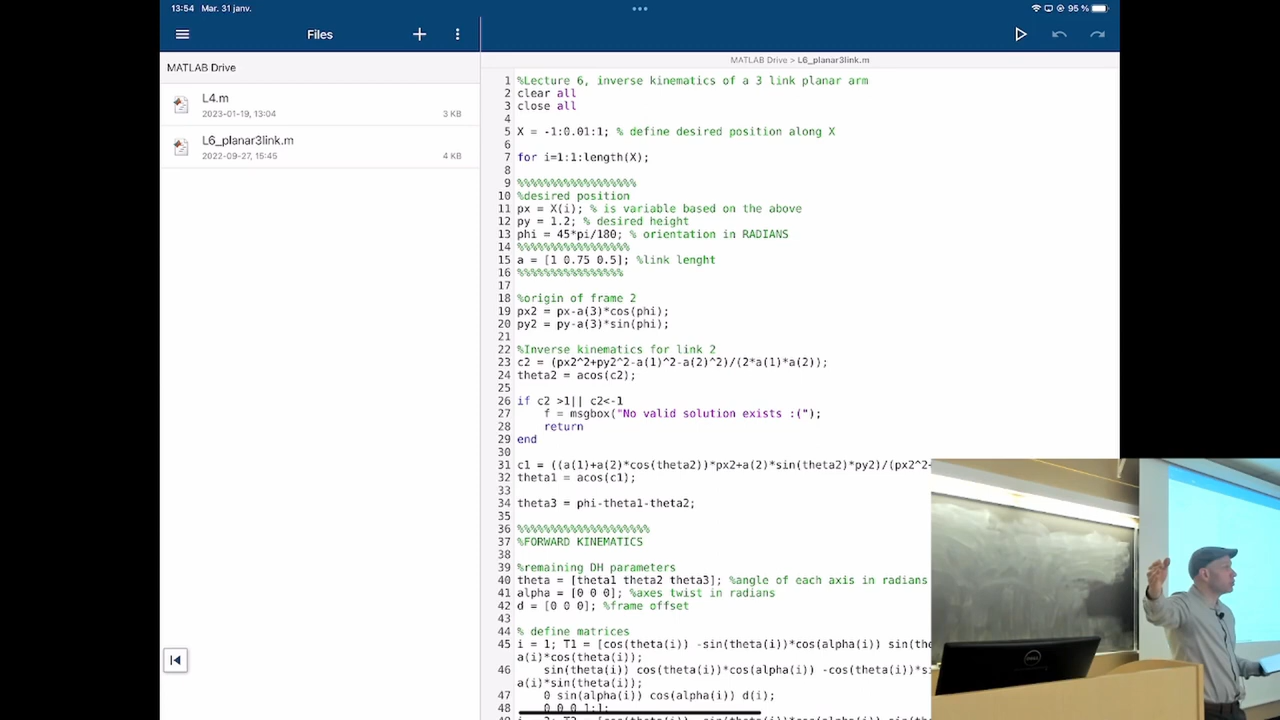 13:54 Mar. 31 janv.
95 %
Files
MATLAB Drive
L4.m
2023-01-19, 13:04 3 KB
L6_planar3link.m
2022-09-27, 15:45 4 KB
MATLAB Drive > L6_planar3link.m
1 %Lecture 6, inverse kinematics of a 3 link planar arm
2 clear all
3 close all
4
5 X = -1:0.01:1; % define desired position along X
6
7 for i=1:1:length(X);
8
9 %%%%%%%%%%%%%%%%%%
10 %desired position
11 px = X(i); % is variable based on the above
12 py = 1.2; % desired height
13 phi = 45*pi/180; % orientation in RADIANS
14 %%%%%%%%%%%%%%%%%
15 a = [1 0.75 0.5]; %link lenght
16 %%%%%%%%%%%%%%%%
17
18 %origin of frame 2
19 px2 = px-a(3)*cos(phi);
20 py2 = py-a(3)*sin(phi);
21
22 %Inverse kinematics for link 2
23 c2 = (px2^2+py2^2-a(1)^2-a(2)^2)/(2*a(1)*a(2));
24 theta2 = acos(c2);
25
26 if c2 >1|| c2<-1
27 f = msgbox("No valid solution exists :(");
28 return
29 end
30
31 c1 = ((a(1)+a(2)*cos(theta2))*px2+a(2)*sin(theta2)*py2)/(px2^2-
32 theta1 = acos(c1);
33
34 theta3 = phi-theta1-theta2;
35
36 %%%%%%%%%%%%%%%%%%%%
37 %FORWARD KINEMATICS
38
39 %remaining DH parameters
40 theta = [theta1 theta2 theta3]; %angle of each axis in radians
41 alpha = [0 0 0]; %axes twist in radians
42 d = [0 0 0]; %frame offset
43
44 % define matrices
45 i = 1; T1 = [cos(theta(i)) -sin(theta(i))*cos(alpha(i)) sin(the
a(i)*cos(theta(i));
46 sin(theta(i)) cos(theta(i))*cos(alpha(i)) -cos(theta(i))*si
a(i)*sin(theta(i));
47 0 sin(alpha(i)) cos(alpha(i)) d(i);
48 0 0 0 1;];
DELL